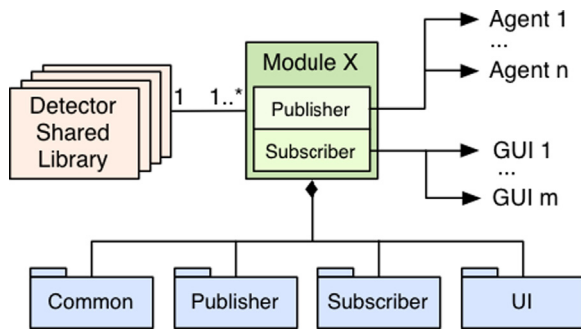 Agent 1
...
Agent n
Module X
Publisher
Subscriber
Detector
Shared
Library
1
1..*
GUI 1
...
GUI m
Common
Publisher
Subscriber
UI